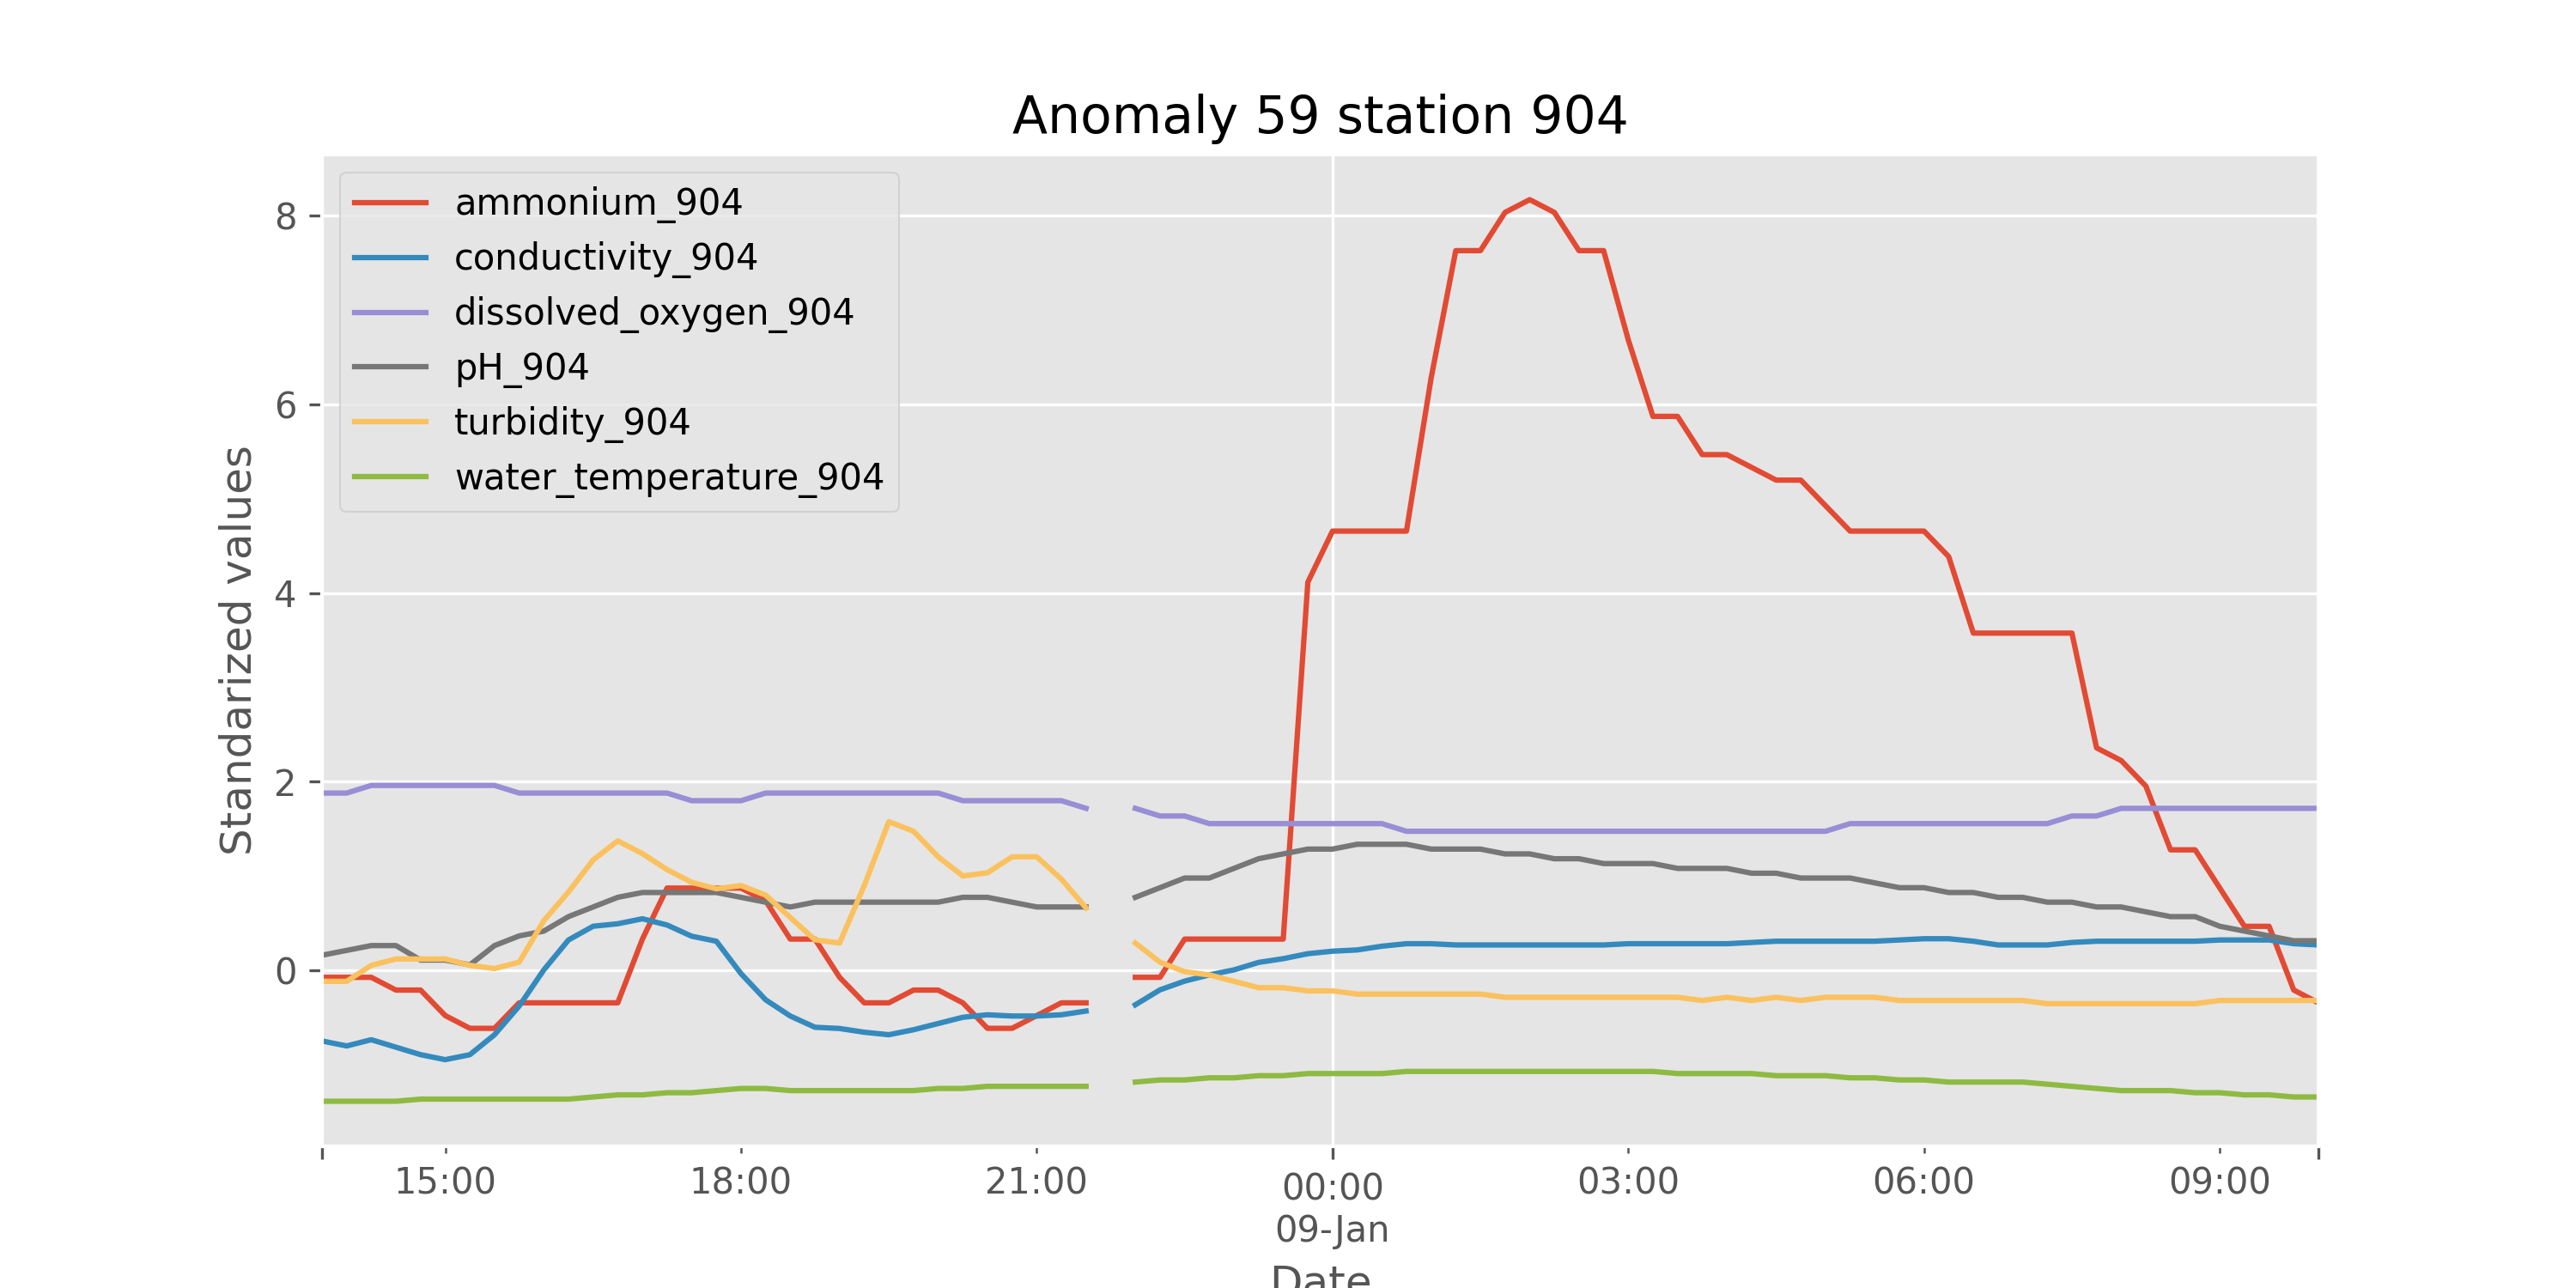 Anomaly 59 station 904
ammonium_904
conductivity_904
dissolved_oxygen_904
pH_904
turbidity_904
water_temperature_904
Standarized values
8
6
4
2
0
15:00 18:00 21:00 00:00 03:00 06:00 09:00
09-Jan
Date